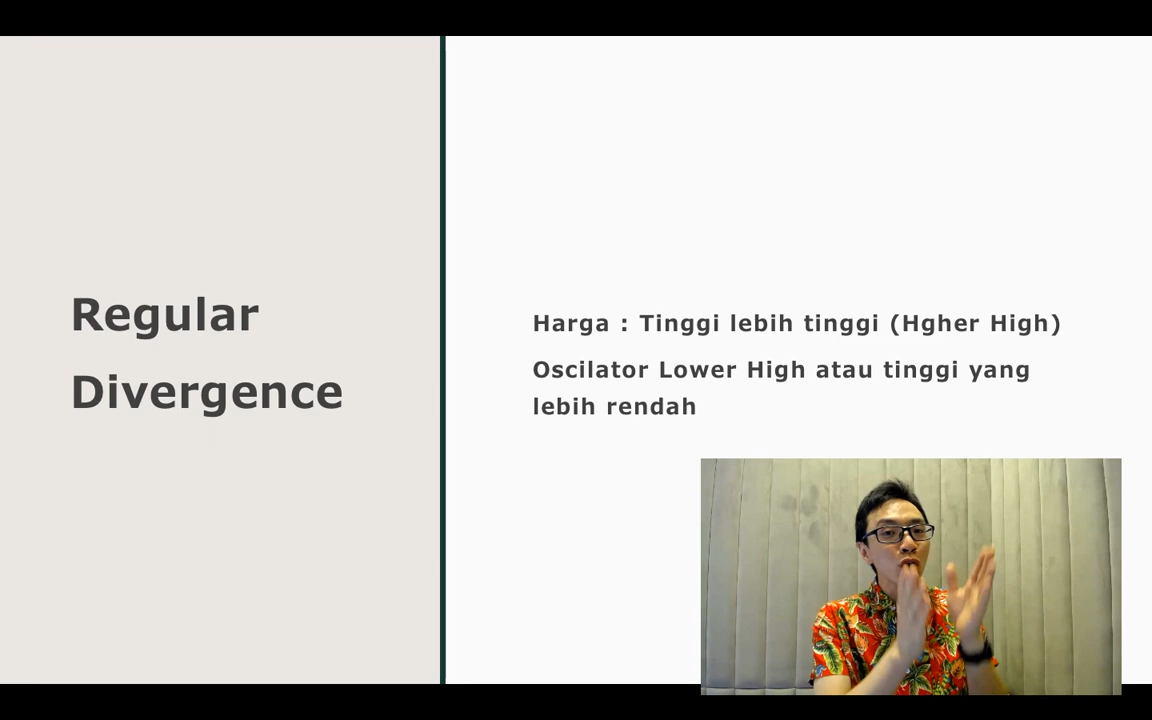 Regular
Divergence
Harga : Tinggi lebih tinggi (Hgher High)
Oscilator Lower High atau tinggi yang
lebih rendah